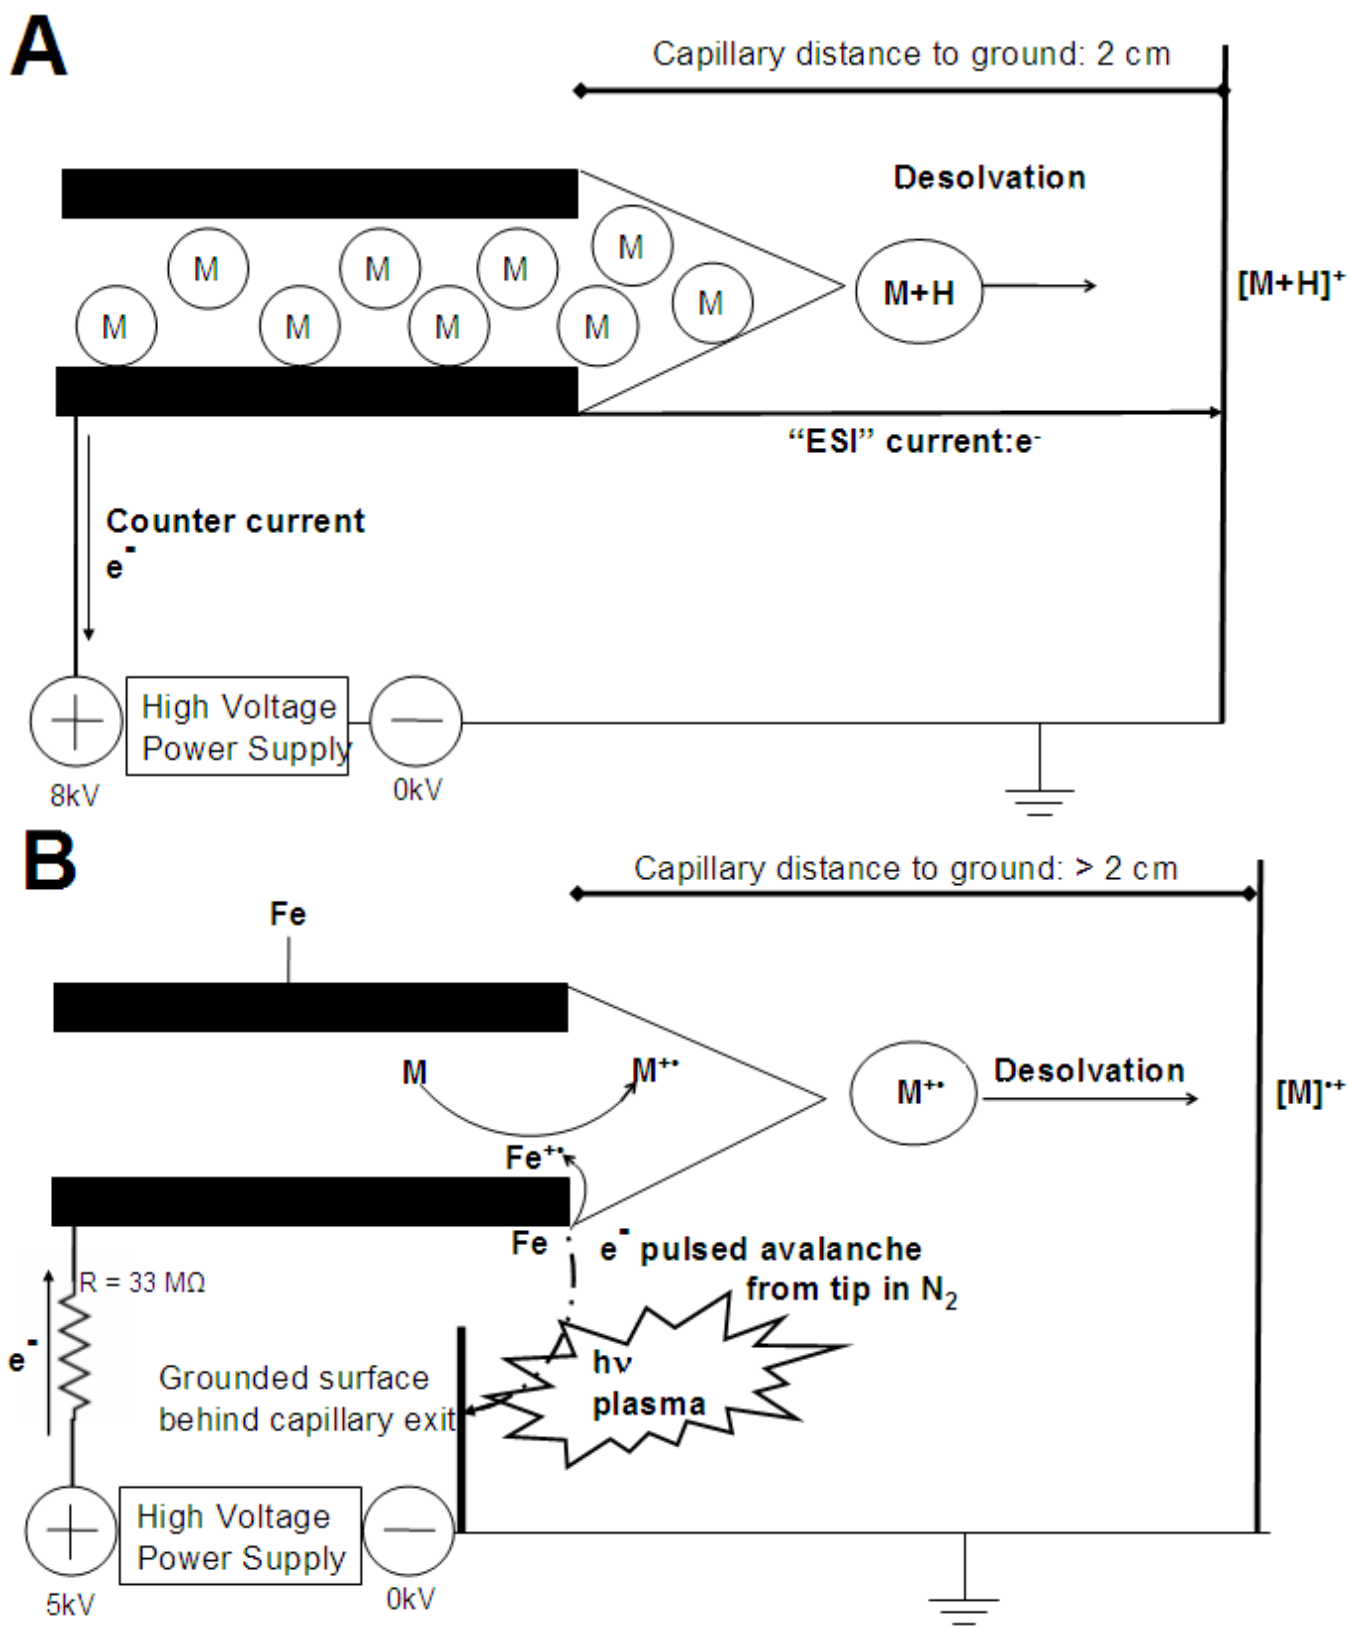 A
Capillary distance to ground: 2 cm
Desolvation
M
M
M
M
M
M
M
M
M
M+H
[M+H]⁺
“ESI” current:e⁻
Counter current
e⁻
High Voltage
Power Supply
8kV
0kV
B
Capillary distance to ground: > 2 cm
Fe
M
M⁺•
M⁺•
Desolvation
[M]•⁺
Fe⁺•
Fe
e⁻ pulsed avalanche
from tip in N₂
R = 33 MΩ
e⁻
Grounded surface
behind capillary exit
hν
plasma
High Voltage
Power Supply
5kV
0kV